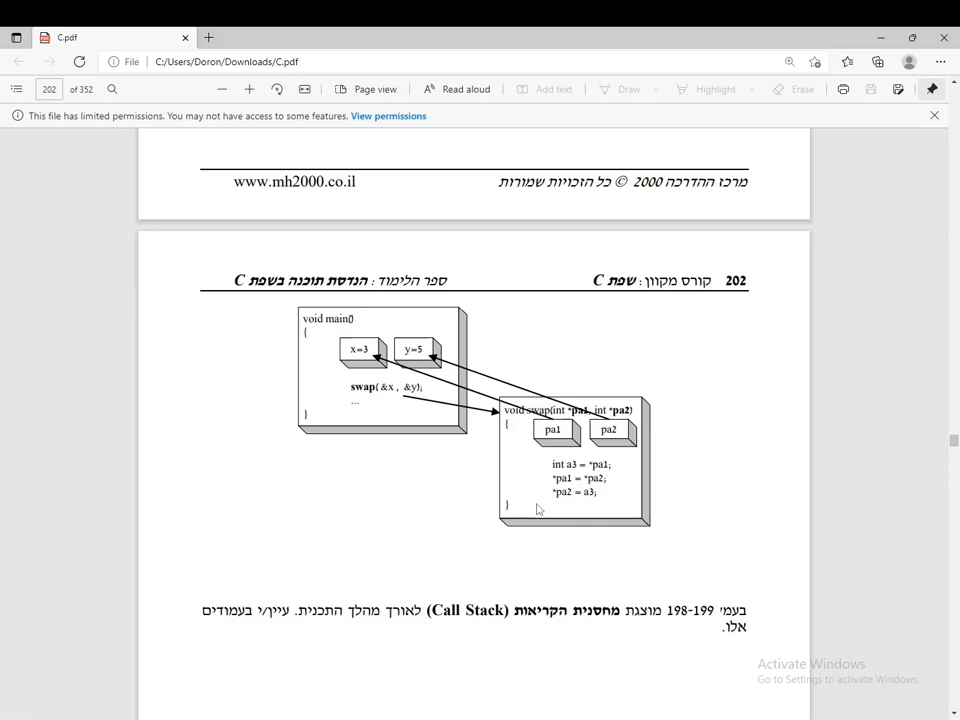 C.pdf
File
C:/Users/Doron/Downloads/C.pdf
202 of 352
Page view
Read aloud
Add text
Draw
Highlight
Erase
This file has limited permissions. You may not have access to some features. View permissions
מרכז ההדרכה 2000 © כל הזכויות שמורות www.mh2000.co.il
202 קורס מקוון: שפת C ספר הלימוד: הנדסת תוכנה בשפת C
void main()
{
x=3 y=5
swap( &x , &y);
...
}
void swap(int *pa1, int *pa2)
{
pa1 pa2
int a3 = *pa1;
*pa1 = *pa2;
*pa2 = a3;
}
בעמ' 198-199 מוצגת מחסנית הקריאות (Call Stack) לאורך מהלך התכנית. עיין/י בעמודים
אלו.
Activate Windows
Go to Settings to activate Windows.